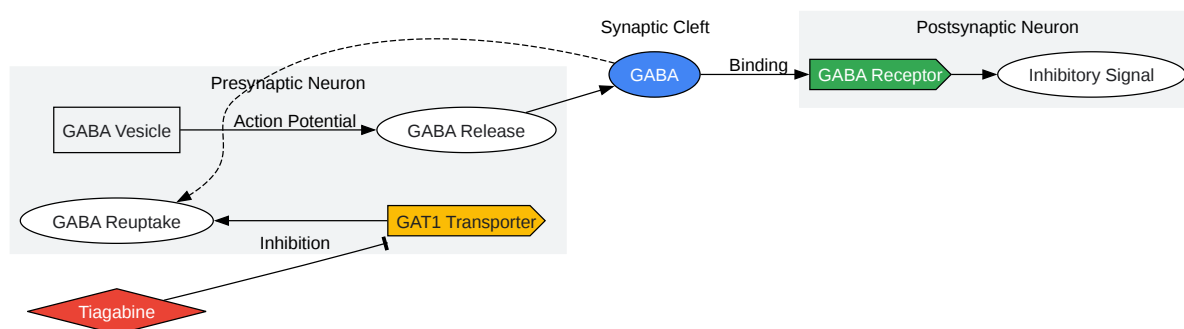 Synaptic Cleft
Postsynaptic Neuron
GABA
Binding
GABA Receptor
Inhibitory Signal
Presynaptic Neuron
GABA Vesicle
Action Potential
GABA Release
GABA Reuptake
GAT1 Transporter
Inhibition
Tiagabine